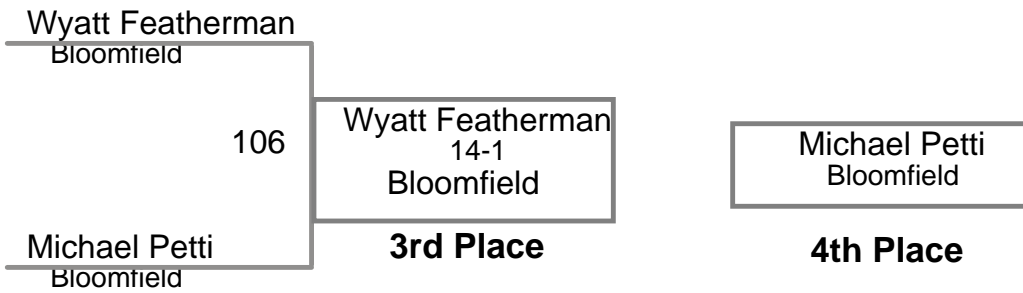 Wyatt Featherman
Bloomfield
106
Wyatt Featherman
14-1
Bloomfield
3rd Place
Michael Petti
Bloomfield
4th Place
Michael Petti
Bloomfield